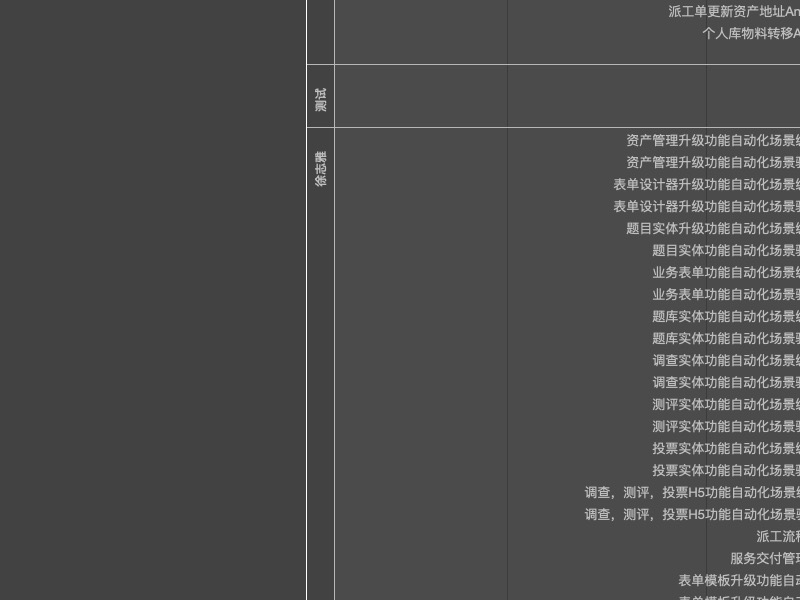 派工单更新资产地址An
个人库物料转移A
测试
徐志雅
资产管理升级功能自动化场景
资产管理升级功能自动化场景
表单设计器升级功能自动化场景
表单设计器升级功能自动化场景
题目实体升级功能自动化场景
题目实体功能自动化场景
业务表单功能自动化场景
业务表单功能自动化场景
题库实体功能自动化场景
题库实体功能自动化场景
调查实体功能自动化场景
调查实体功能自动化场景
测评实体功能自动化场景
测评实体功能自动化场景
投票实体功能自动化场景
投票实体功能自动化场景
调查，测评，投票H5功能自动化场景
调查，测评，投票H5功能自动化场景
派工流程
服务交付管理
表单模板升级功能自动